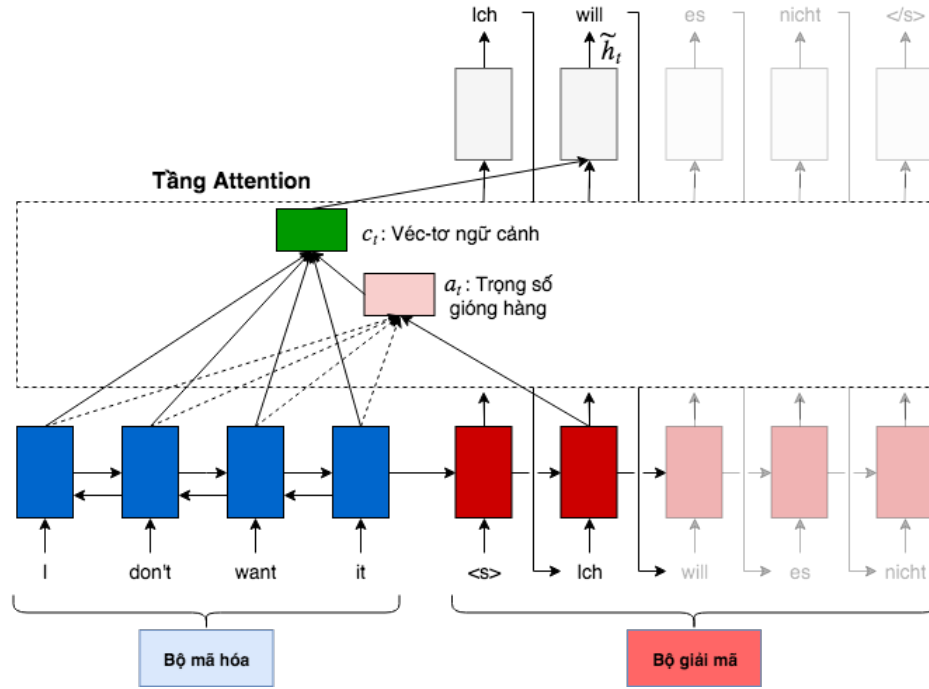 Ich will es nicht </s>
h̃ₜ
Tầng Attention
cₜ: Véc-tơ ngữ cảnh
aₜ: Trọng số
gióng hàng
I don't want it <s> Ich will es nicht
Bộ mã hóa
Bộ giải mã